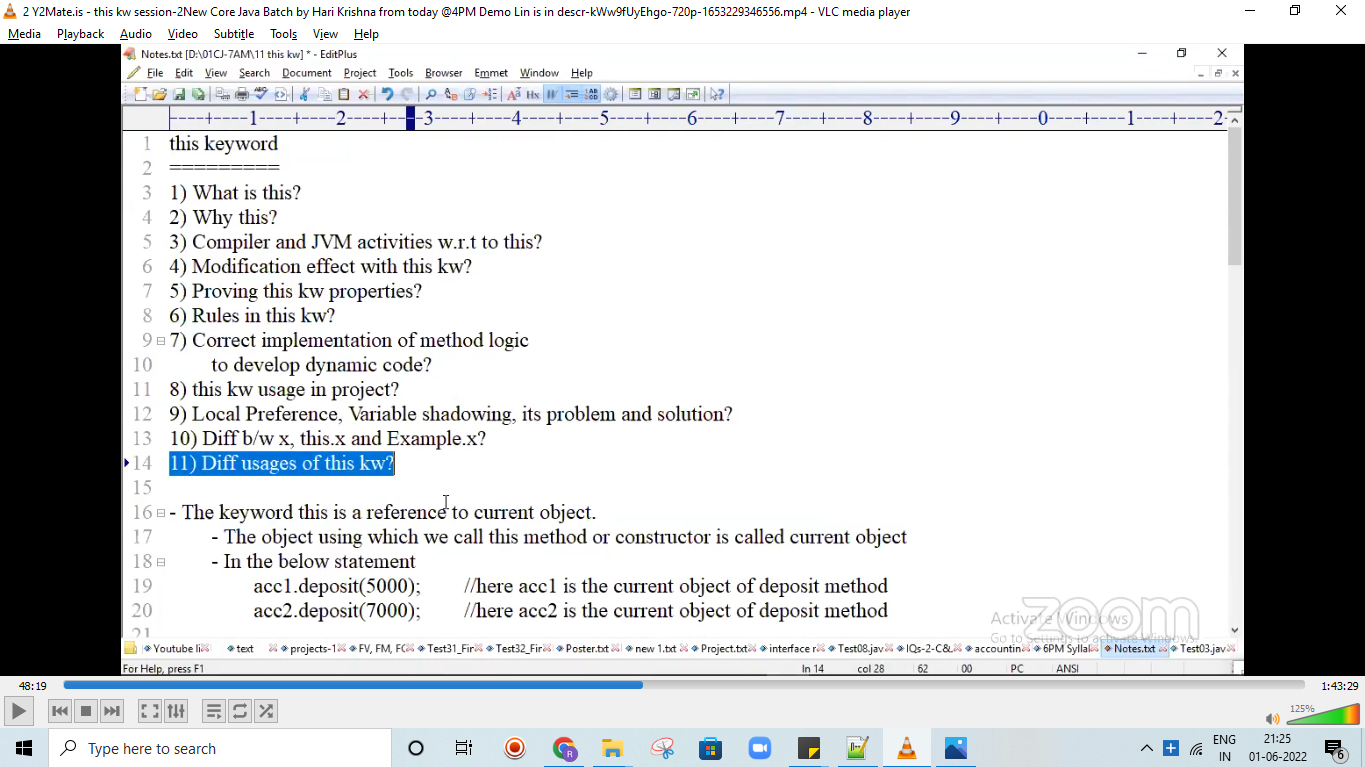 2 Y2Mate.is - this kw session-2New Core Java Batch by Hari Krishna from today @4PM Demo Lin is in descr-kWw9fUyEhgo-720p-1653229346556.mp4 - VLC media player
Media Playback Audio Video Subtitle Tools View Help
Notes.txt [D:\01CJ-7AM\11 this kw] * - EditPlus
File Edit View Search Document Project Tools Browser Emmet Window Help
----+----1----+----2----+----3----+----4----+----5----+----6----+----7----+----8----+----9----+----0----+----1----+----2-
1 this keyword
2 =========
3 1) What is this?
4 2) Why this?
5 3) Compiler and JVM activities w.r.t to this?
6 4) Modification effect with this kw?
7 5) Proving this kw properties?
8 6) Rules in this kw?
9 7) Correct implementation of method logic
10 to develop dynamic code?
11 8) this kw usage in project?
12 9) Local Preference, Variable shadowing, its problem and solution?
13 10) Diff b/w x, this.x and Example.x?
14 11) Diff usages of this kw?
15
16 - The keyword this is a reference to current object.
17 - The object using which we call this method or constructor is called current object
18 - In the below statement
19 acc1.deposit(5000); //here acc1 is the current object of deposit method
20 acc2.deposit(7000); //here acc2 is the current object of deposit method
21
zoom
Activate Windows
Go to Settings to activate Windows.
Youtube li text projects-1 FV, FM, FC Test31_Fir Test32_Fir Poster.txt new 1.txt Project.txt interface r Test08.jav IQs-2-C& accountin 6PM Syllal Notes.txt Test03.jav
For Help, press F1 ln 14 col 28 62 00 PC ANSI
48:19 1:43:29
125%
Type here to search
ENG
IN
21:25
01-06-2022
6